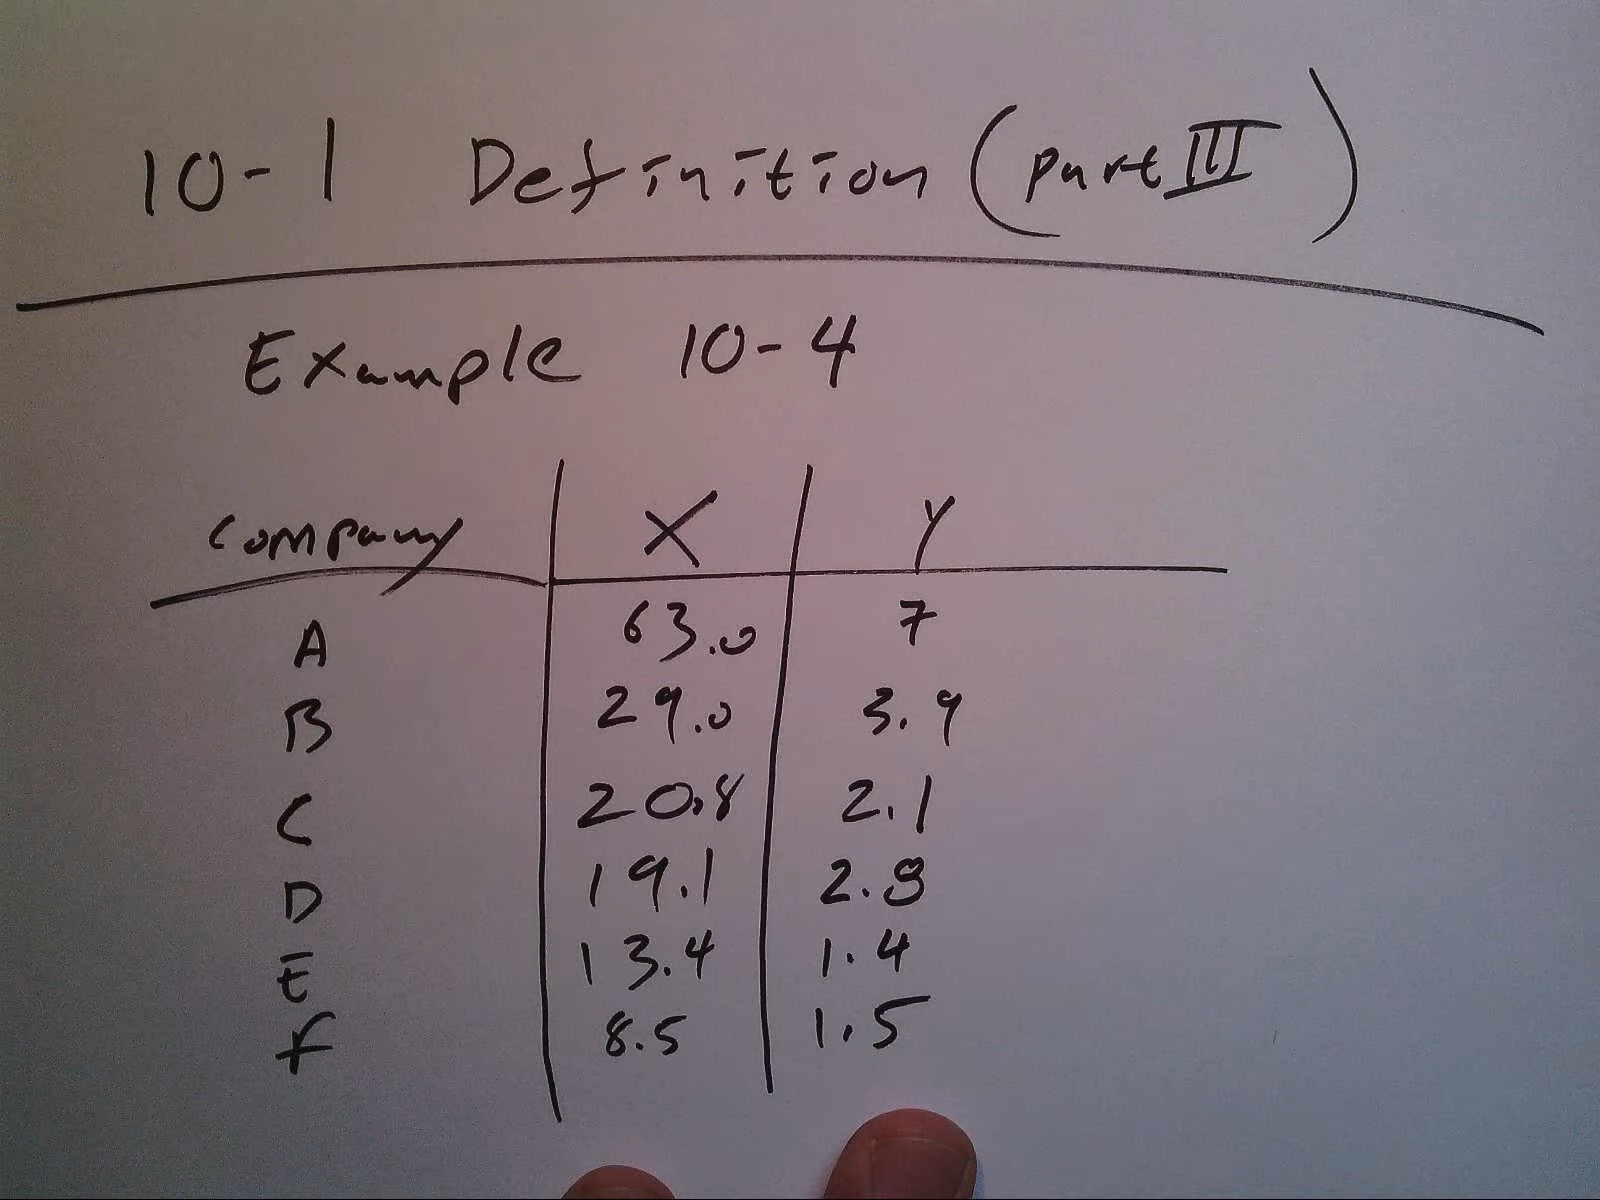 10-1 Definition (part III)
Example 10-4
Company X Y
A 63.0 7
B 29.0 3.9
C 20.8 2.1
D 19.1 2.8
E 13.4 1.4
F 8.5 1.5